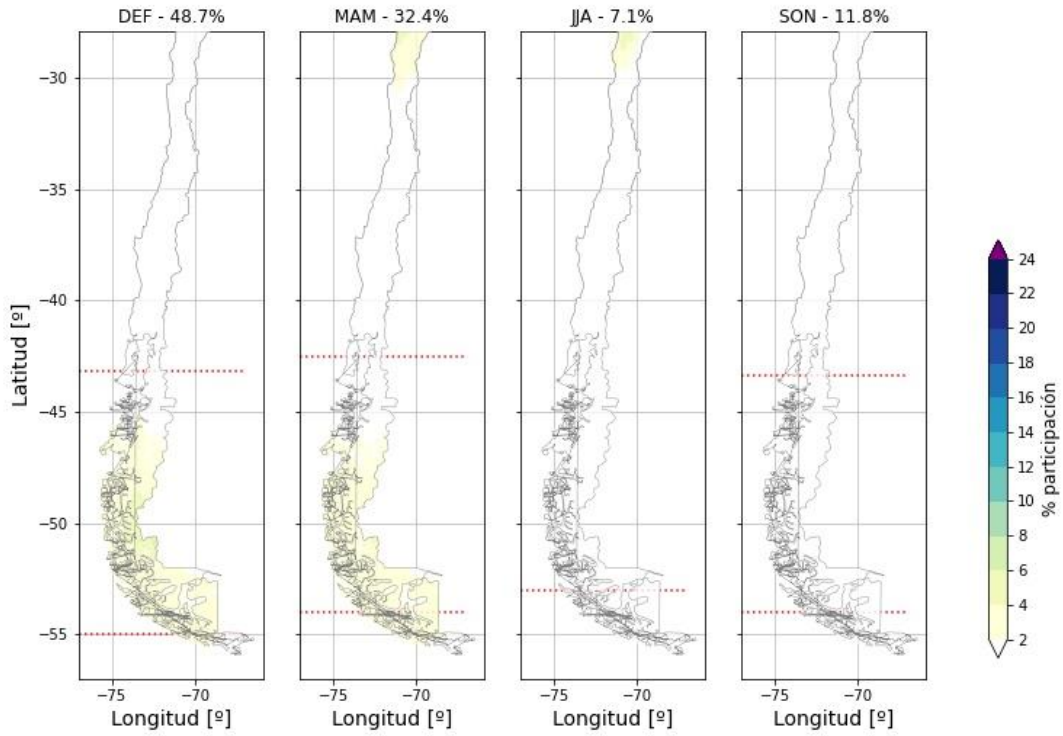 DEF - 48.7%
MAM - 32.4%
JJA - 7.1%
SON - 11.8%
−30
−35
−40
−45
−50
−55
Latitud [º]
−75 −70
−75 −70
−75 −70
−75 −70
Longitud [º]
Longitud [º]
Longitud [º]
Longitud [º]
24
22
20
18
16
14
12
10
8
6
4
2
% participación